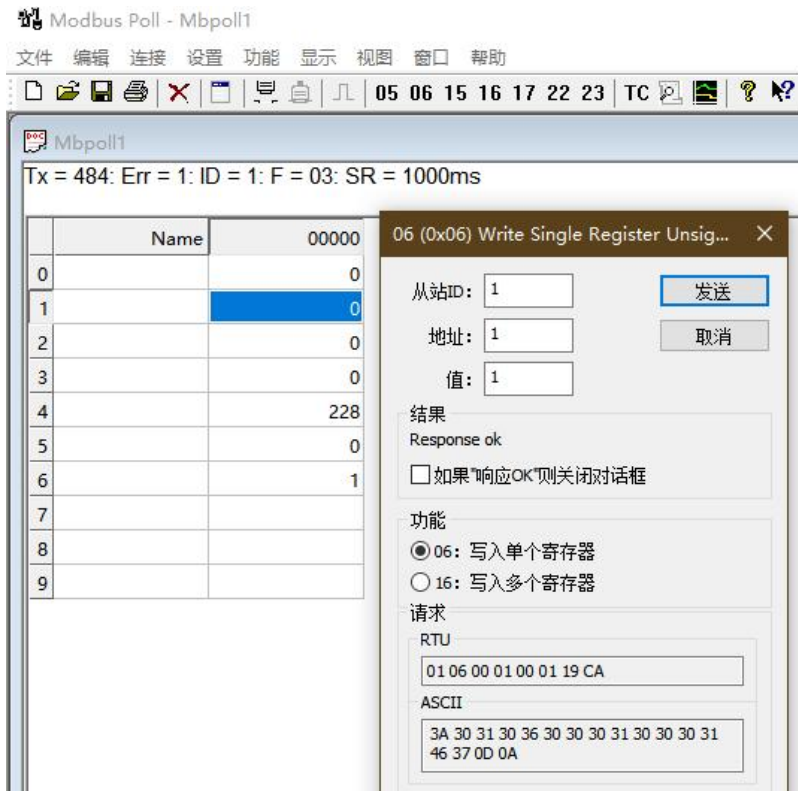 Modbus Poll - Mbpoll1
文件 编辑 连接 设置 功能 显示 视图 窗口 帮助
05 06 15 16 17 22 23 TC
Mbpoll1
Tx = 484: Err = 1: ID = 1: F = 03: SR = 1000ms
Name 00000
0 0
1 0
2 0
3 0
4 228
5 0
6 1
7
8
9
06 (0x06) Write Single Register Unsig...
从站ID: 1 发送
地址: 1 取消
值: 1
结果
Response ok
如果"响应OK"则关闭对话框
功能
06: 写入单个寄存器
16: 写入多个寄存器
请求
RTU
01 06 00 01 00 01 19 CA
ASCII
3A 30 31 30 36 30 30 30 31 30 30 30 31
46 37 0D 0A